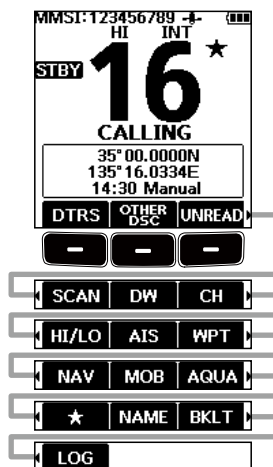 MMSI:123456789
HI INT
STBY 16 ★
CALLING
35°00.0000N
135°16.0334E
14:30 Manual
DTRS OTHER DSC UNREAD
SCAN DW CH
HI/LO AIS WPT
NAV MOB AQUA
★ NAME BKLT
LOG